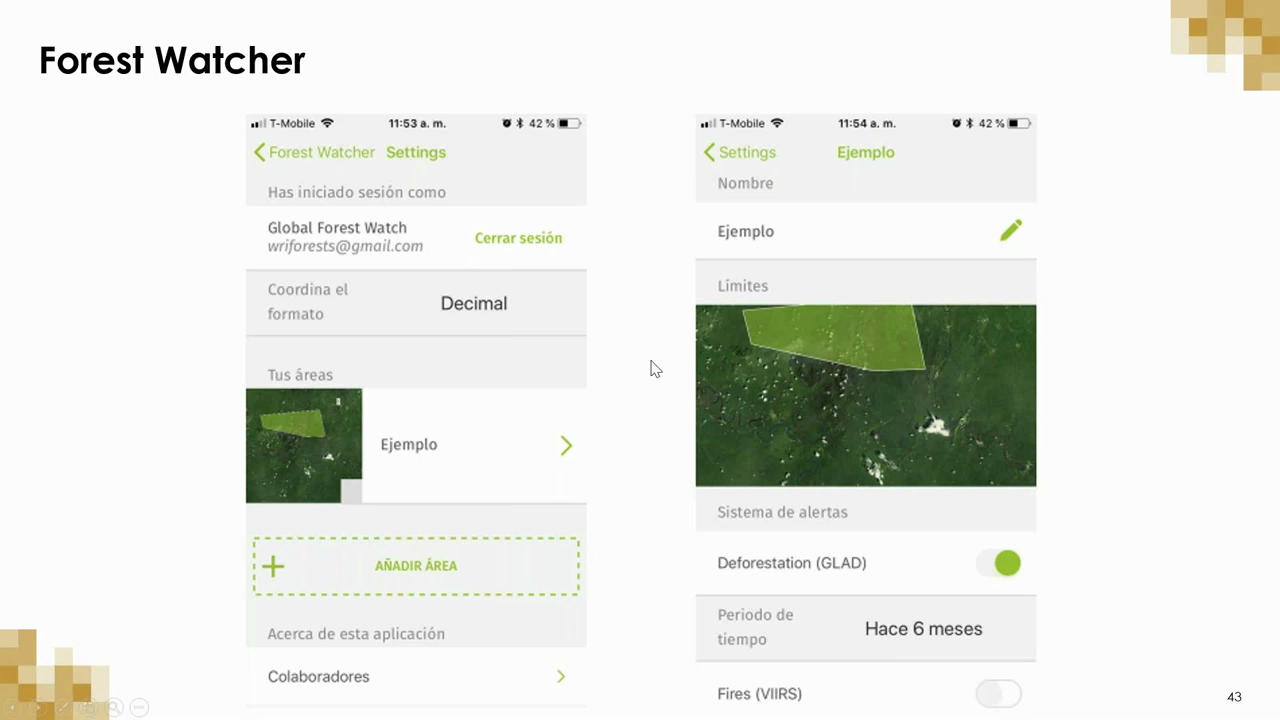 Forest Watcher
T-Mobile 11:53 a. m. 42 %
Forest Watcher Settings
Has iniciado sesión como
Global Forest Watch
wriforests@gmail.com
Cerrar sesión
Coordina el
formato
Decimal
Tus áreas
Ejemplo
AÑADIR ÁREA
Acerca de esta aplicación
Colaboradores
T-Mobile 11:54 a. m. 42 %
Settings Ejemplo
Nombre
Ejemplo
Límites
Sistema de alertas
Deforestation (GLAD)
Periodo de
tiempo
Hace 6 meses
Fires (VIIRS)
43